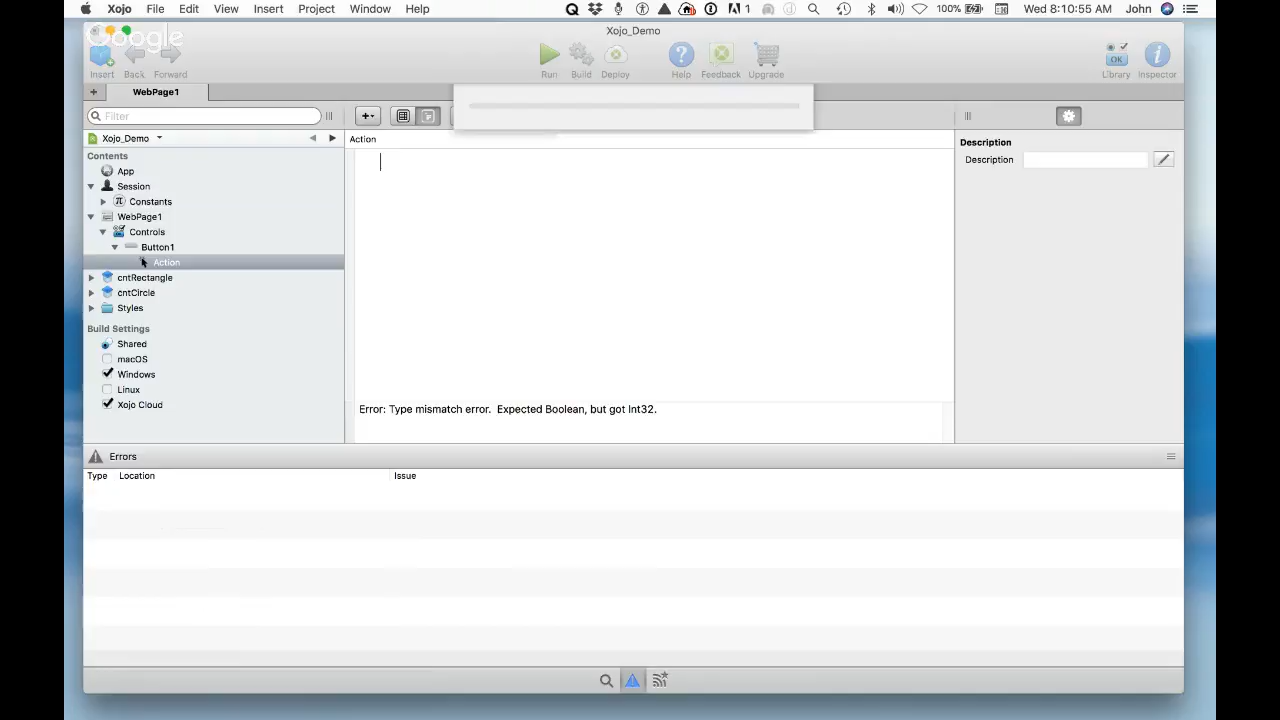 Xojo File Edit View Insert Project Window Help 1 100% Wed 8:10:55 AM John
Google
Xojo_Demo
Insert Back Forward Run Build Deploy Help Feedback Upgrade OK Library Inspector
+ WebPage1
Filter
Xojo_Demo
Action
Contents
App
Session
Constants
WebPage1
Controls
Button1
Action
cntRectangle
cntCircle
Styles
Build Settings
Shared
macOS
Windows
Linux
Xojo Cloud
Description
Description
Error: Type mismatch error. Expected Boolean, but got Int32.
Errors
Type Location Issue